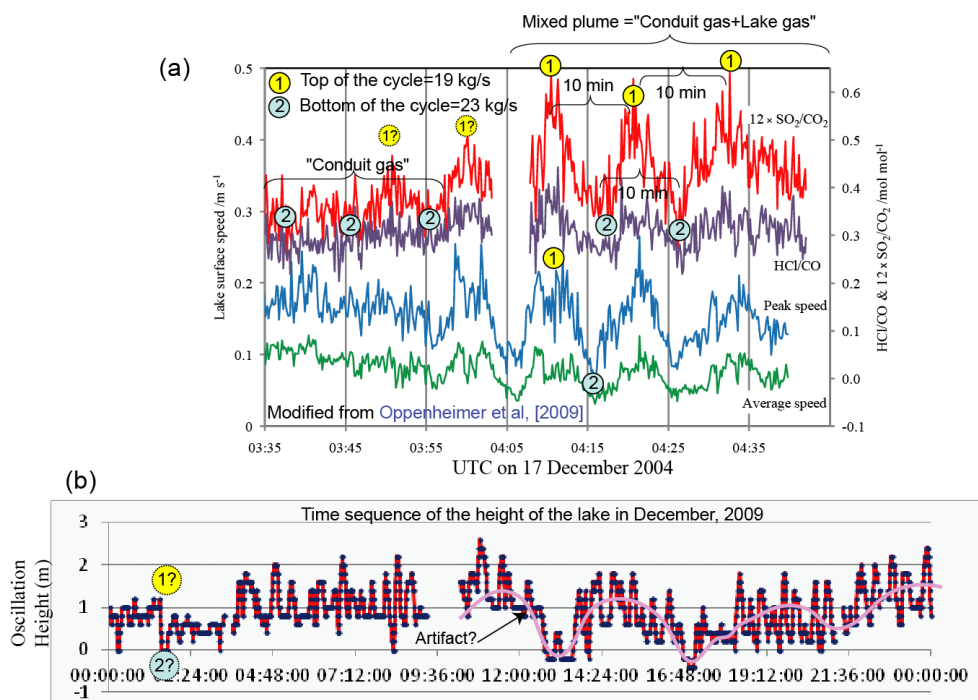 Mixed plume ="Conduit gas+Lake gas"
(a)
1 Top of the cycle=19 kg/s
2 Bottom of the cycle=23 kg/s
"Conduit gas"
1?
1?
1
10 min
1
10 min
1
12 × SO2/CO2
2
2
2
2
10 min
2
HCl/CO
1
Peak speed
2
Average speed
Modified from Oppenheimer et al, [2009]
Lake surface speed /m s-1
0.5
0.4
0.3
0.2
0.1
0
HCl/CO & 12 x SO2/CO2 /mol mol-1
0.6
0.5
0.4
0.3
0.2
0.1
0.0
-0.1
03:35 03:45 03:55 04:05 04:15 04:25 04:35
UTC on 17 December 2004
(b)
Time sequence of the height of the lake in December, 2009
Oscillation
Height (m)
3
2
1
0
-1
1?
2?
Artifact?
00:00:00 02:24:00 04:48:00 07:12:00 09:36:00 12:00:00 14:24:00 16:48:00 19:12:00 21:36:00 00:00:00